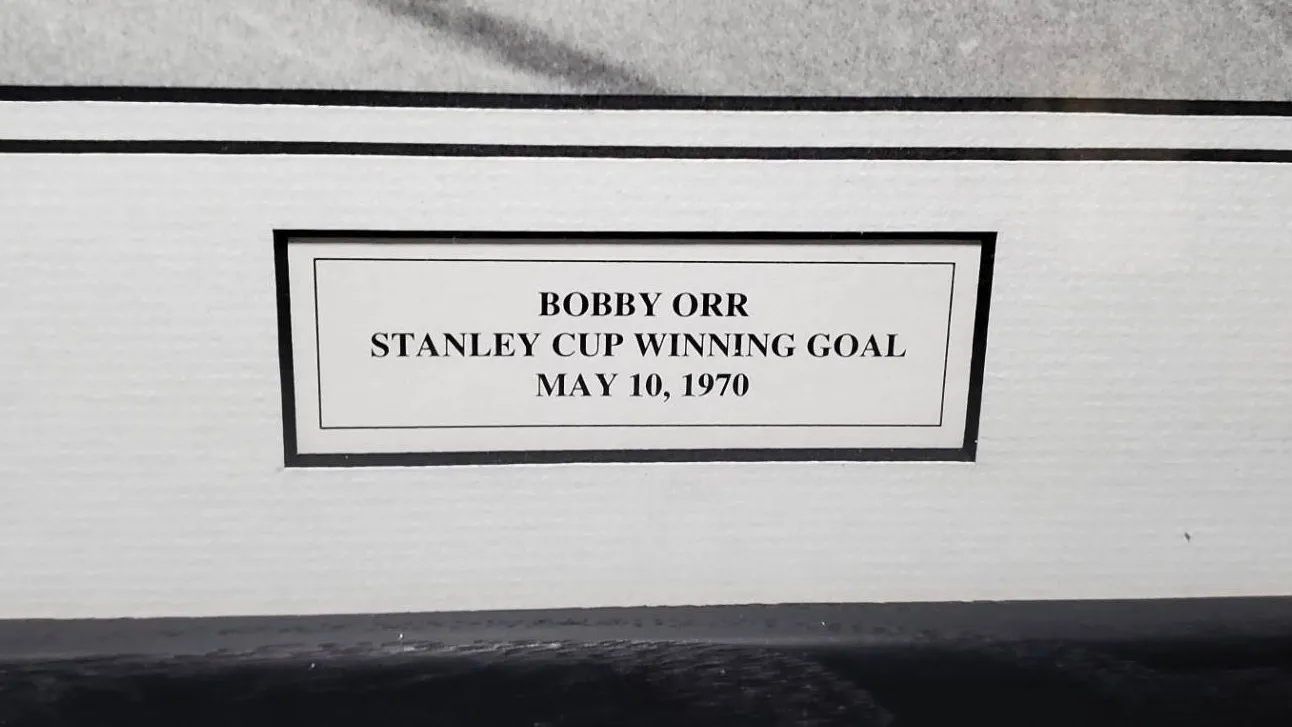 BOBBY ORR
STANLEY CUP WINNING GOAL
MAY 10, 1970